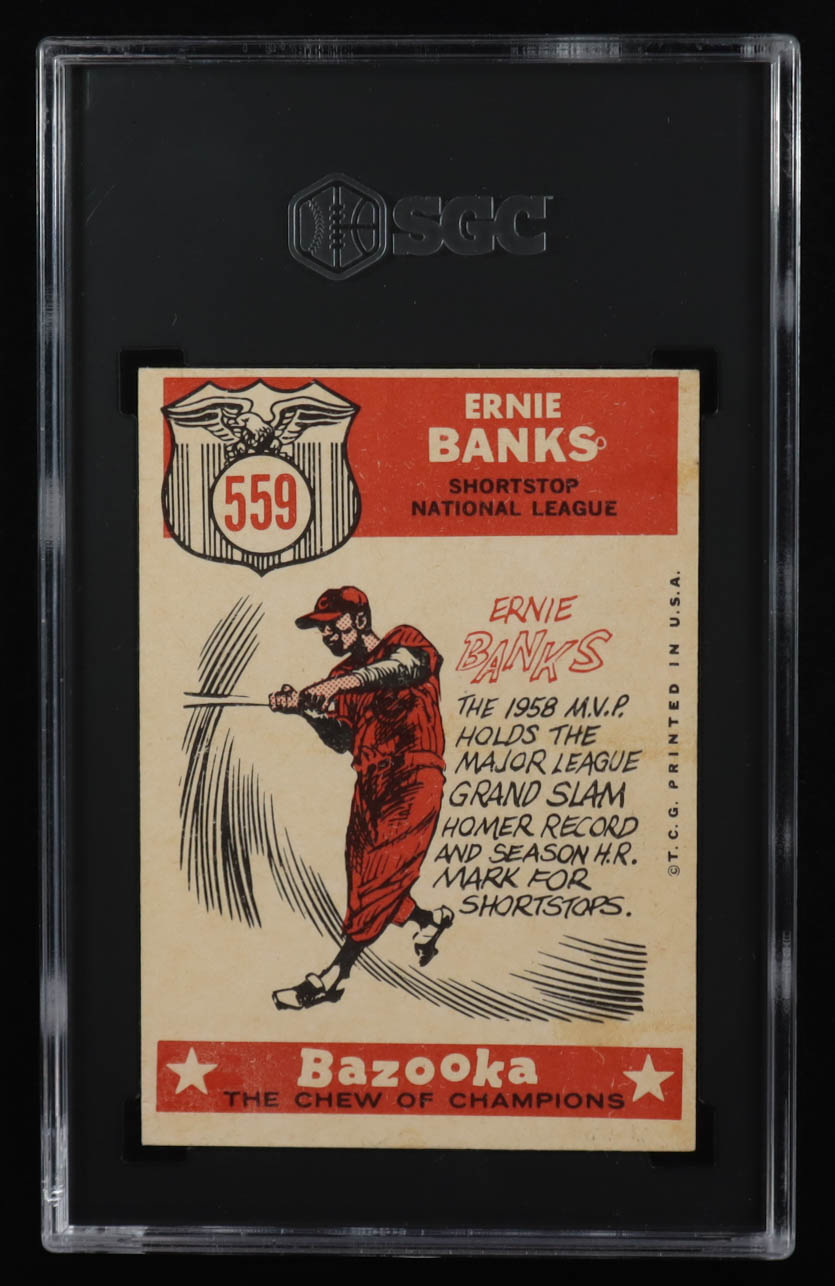 SGC
ERNIE
BANKS
SHORTSTOP
NATIONAL LEAGUE
559
ERNIE
BANKS
THE 1958 M.V.P.
HOLDS THE
MAJOR LEAGUE
GRAND SLAM
HOMER RECORD
AND SEASON H.R.
MARK FOR
SHORTSTOPS.
©T.C.G. PRINTED IN U.S.A.
Bazooka
THE CHEW OF CHAMPIONS